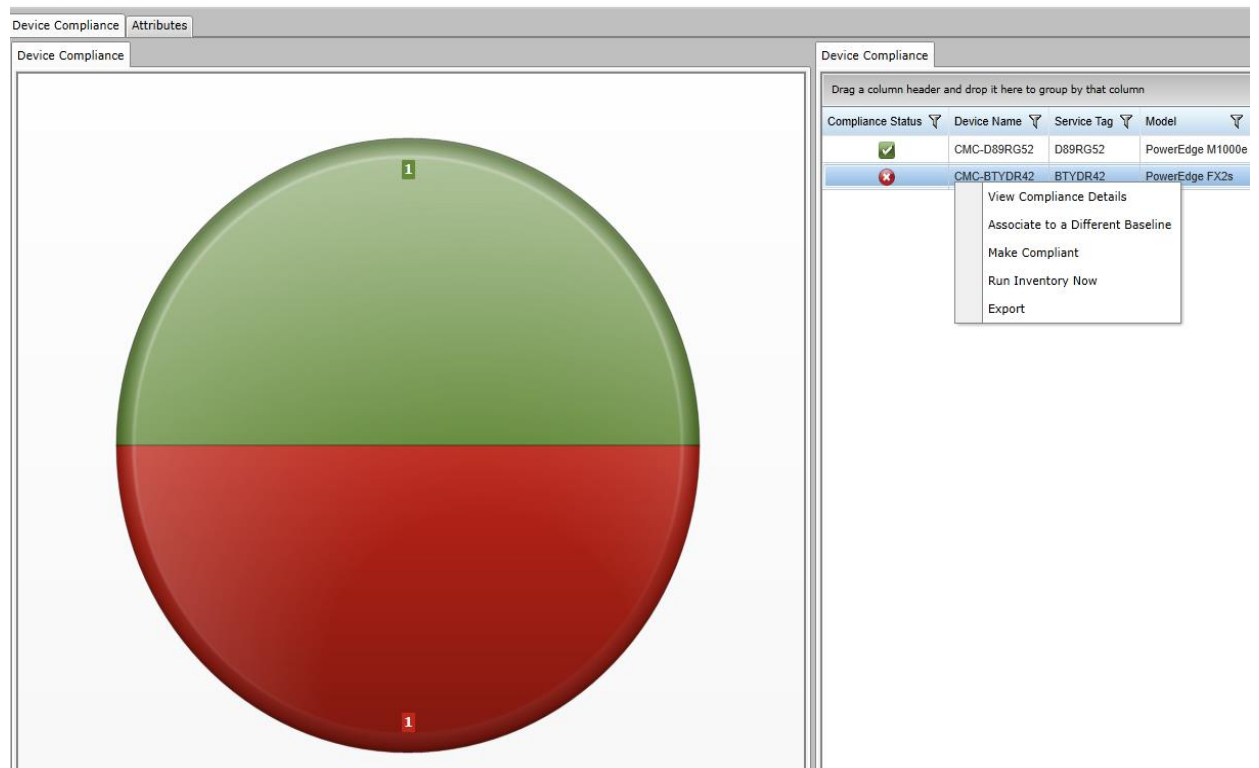 Device Compliance Attributes
Device Compliance
1
1
Device Compliance
Drag a column header and drop it here to group by that column
Compliance Status Device Name Service Tag Model
CMC-D89RG52 D89RG52 PowerEdge M1000e
CMC-BTYDR42 BTYDR42 PowerEdge FX2s
View Compliance Details
Associate to a Different Baseline
Make Compliant
Run Inventory Now
Export